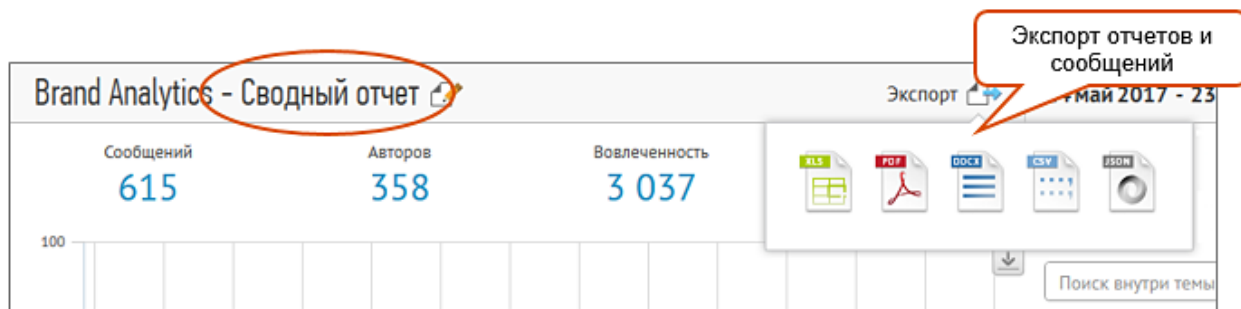 Экспорт отчетов и
сообщений
Brand Analytics - Сводный отчет
Экспорт
май 2017 - 23
Сообщений
Авторов
Вовлеченность
615
358
3 037
XLS
PDF
DOCX
CSV
JSON
100
Поиск внутри темы